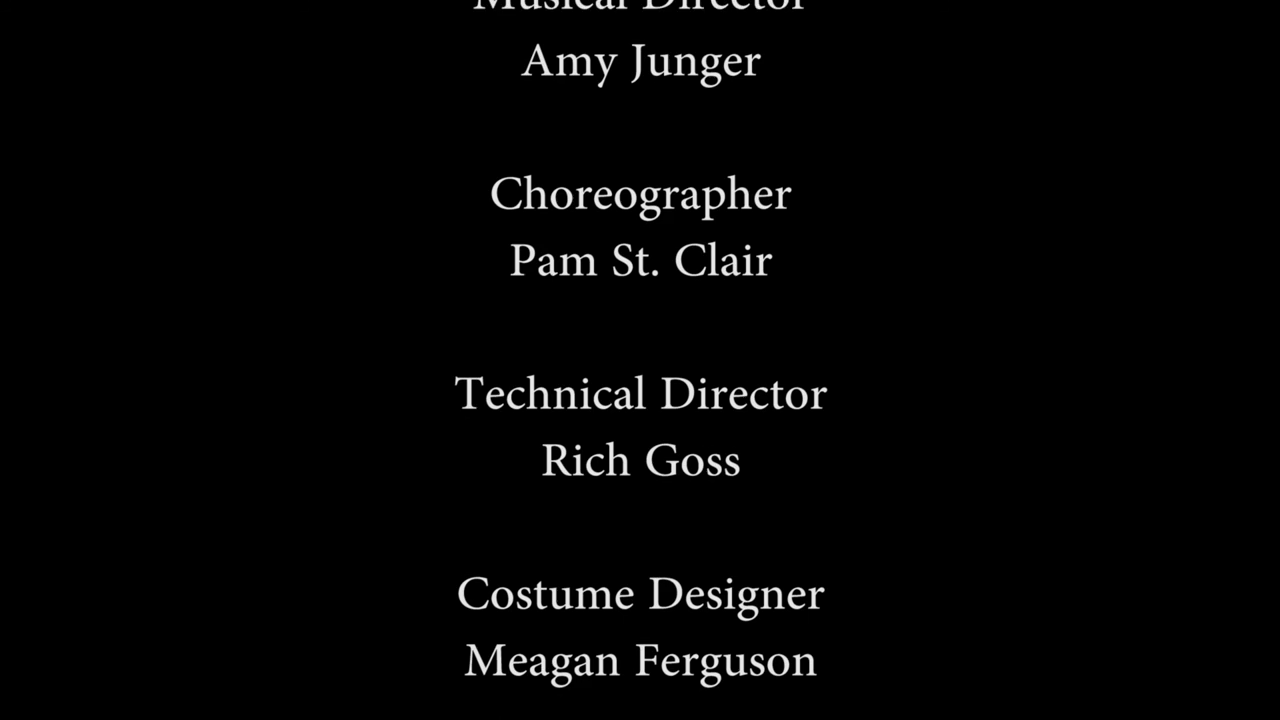 Musical Director
Amy Junger
Choreographer
Pam St. Clair
Technical Director
Rich Goss
Costume Designer
Meagan Ferguson